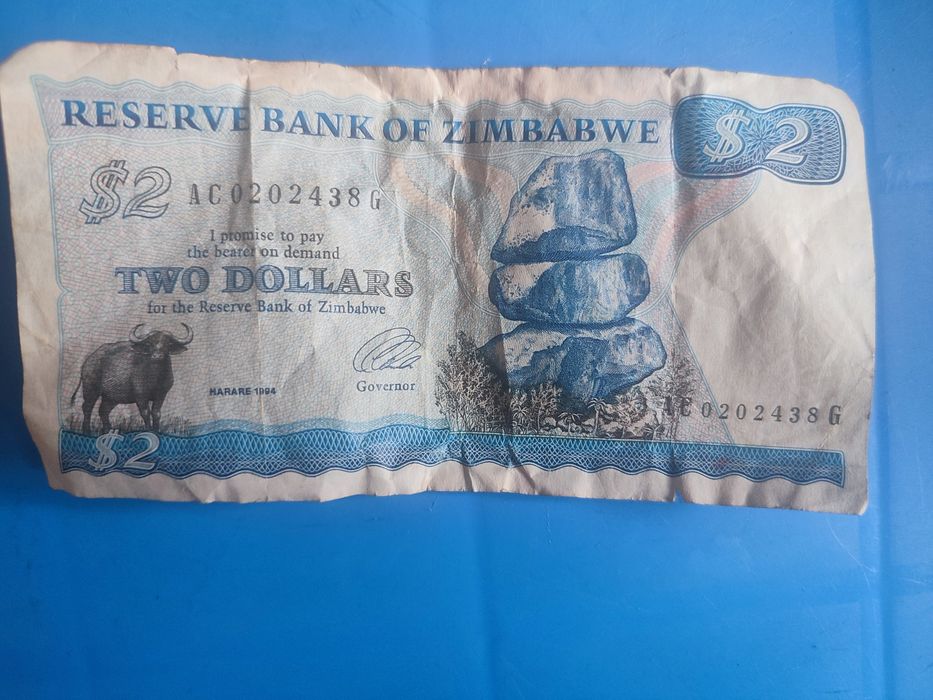 RESERVE BANK OF ZIMBABWE
$2
$2 AC0202438G
I promise to pay
the bearer on demand
TWO DOLLARS
for the Reserve Bank of Zimbabwe
HARARE 1994
Governor
AC0202438G
$2